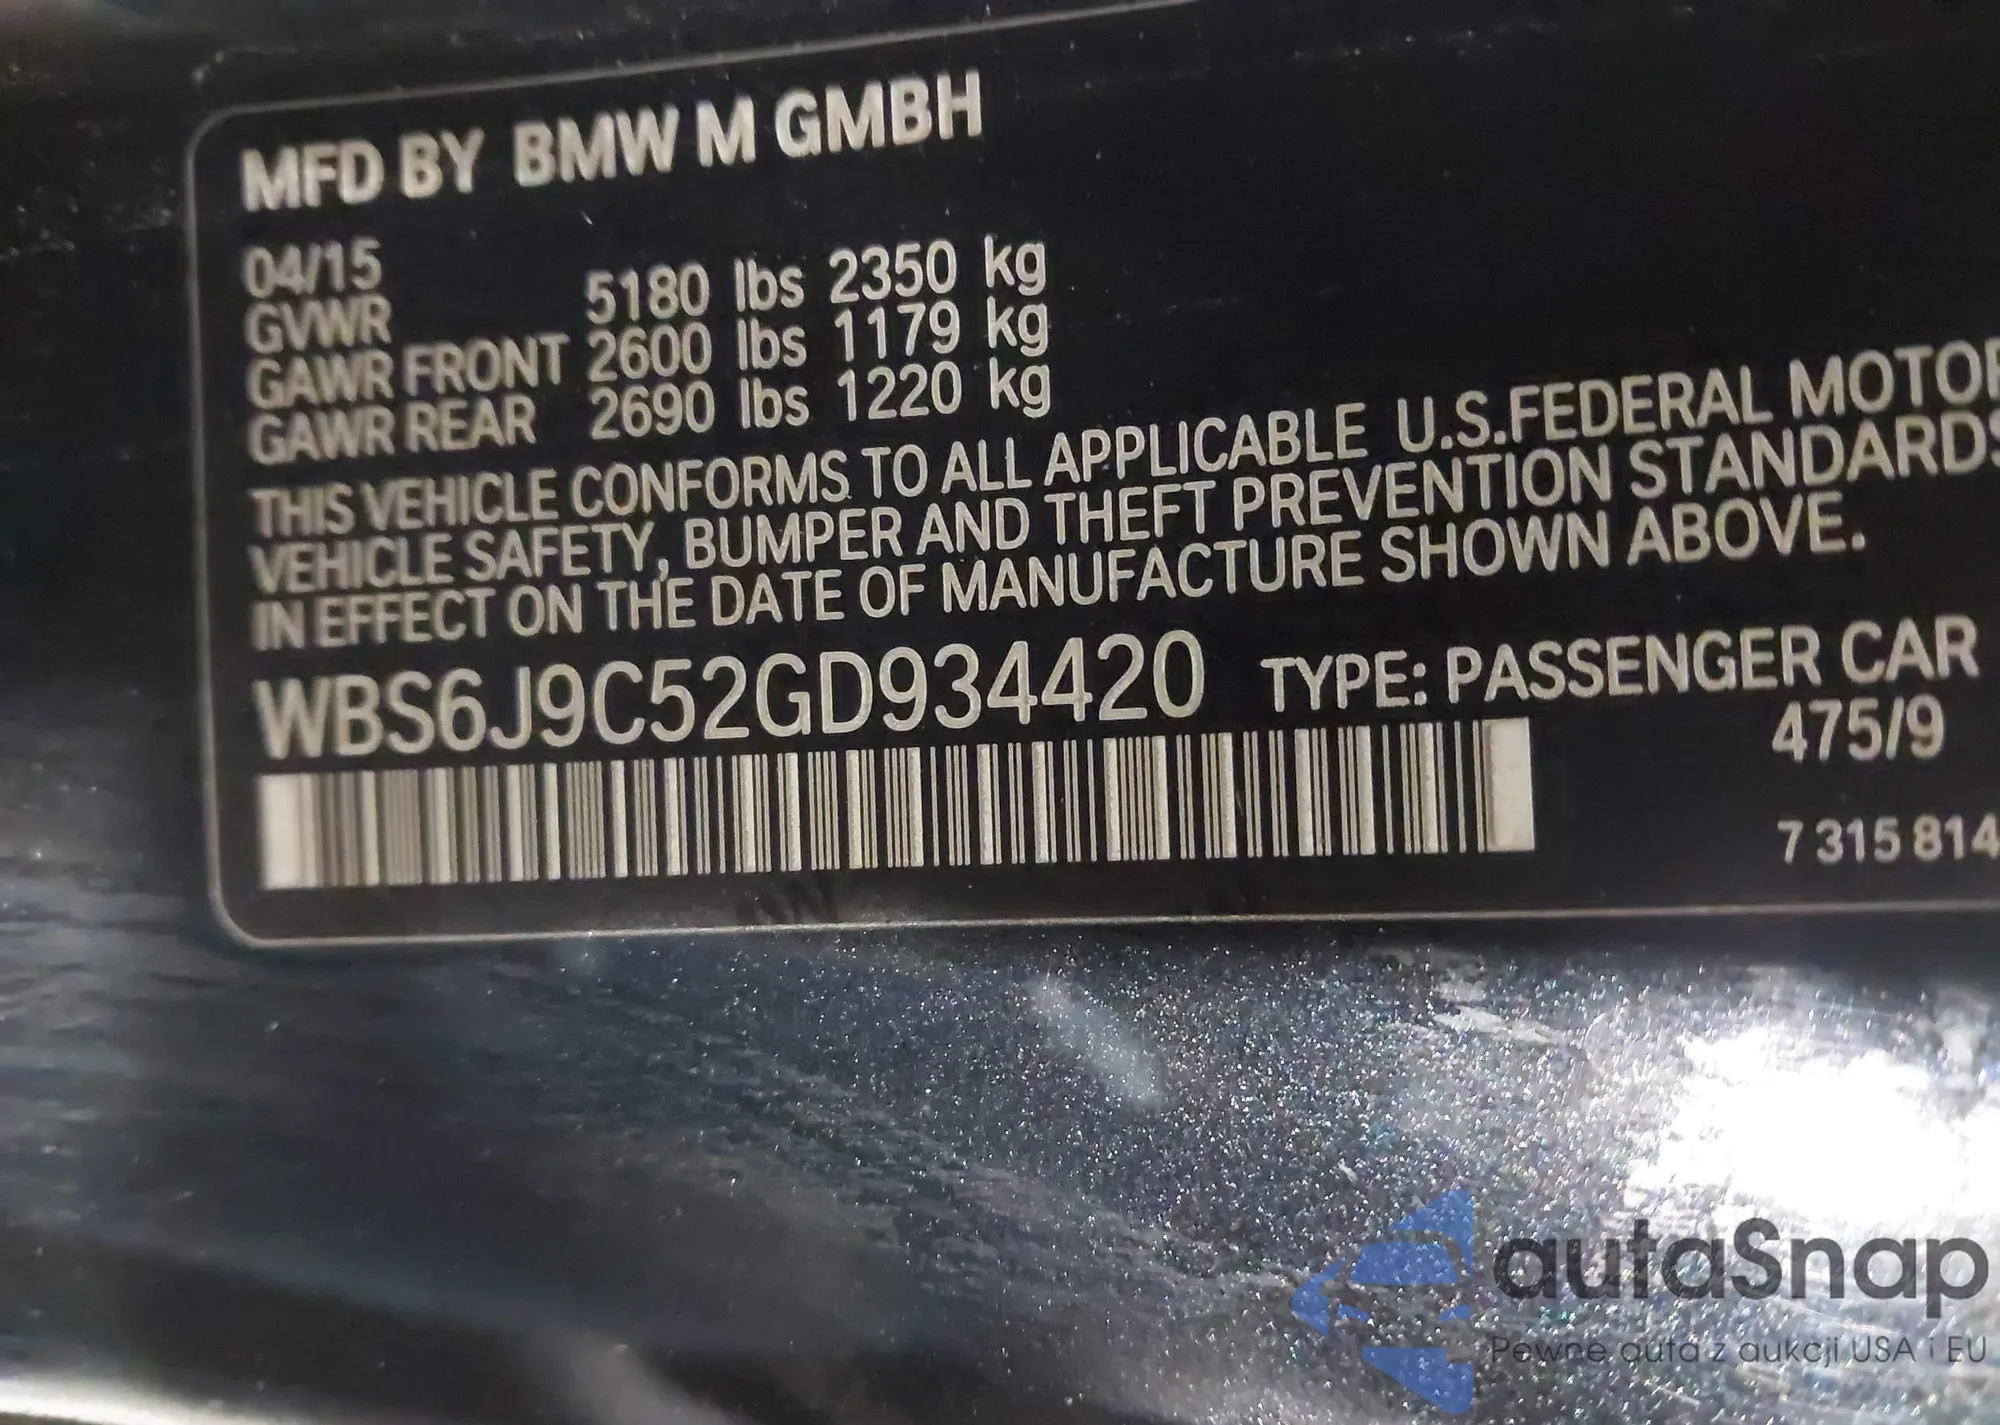 MFD BY BMW M GMBH
04/15
GVWR 5180 lbs 2350 kg
GAWR FRONT 2600 lbs 1179 kg
GAWR REAR 2690 lbs 1220 kg
THIS VEHICLE CONFORMS TO ALL APPLICABLE U.S.FEDERAL MOTOR
VEHICLE SAFETY, BUMPER AND THEFT PREVENTION STANDARDS
IN EFFECT ON THE DATE OF MANUFACTURE SHOWN ABOVE.
WBS6J9C52GD934420 TYPE: PASSENGER CAR
475/9
7 315 814
autaSnap
Pewne auta z aukcji USA i EU